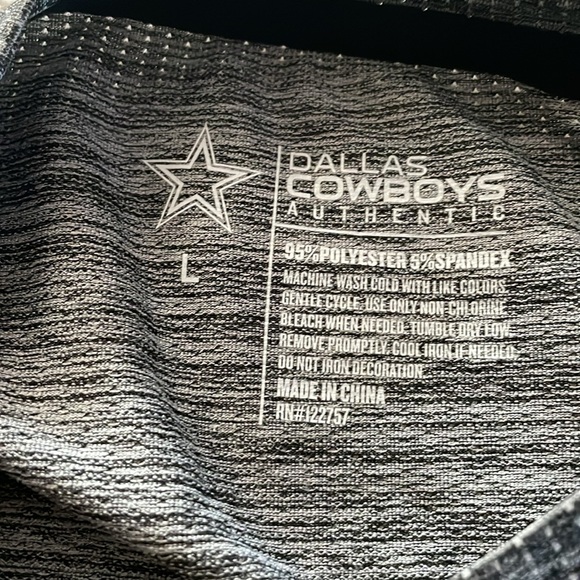 DALLAS
COWBOYS
AUTHENTIC
L
95%POLYESTER 5%SPANDEX
MACHINE WASH COLD WITH LIKE COLORS
GENTLE CYCLE. USE ONLY NON-CHLORINE
BLEACH WHEN NEEDED. TUMBLE DRY LOW.
REMOVE PROMPTLY. COOL IRON IF NEEDED.
DO NOT IRON DECORATION.
MADE IN CHINA
RN#122757